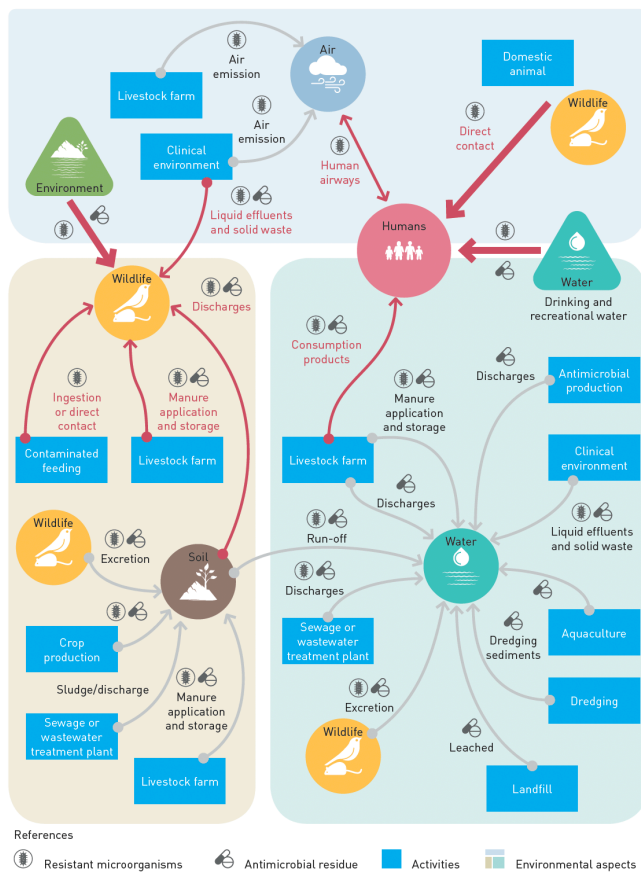 Air
Air
emission
Livestock farm
Domestic
animal
Wildlife
Direct
contact
Air
emission
Clinical
environment
Human
airways
Environment
Liquid effluents
and solid waste
Humans
Water
Drinking and
recreational water
Wildlife
Discharges
Consumption
products
Discharges
Antimicrobial
production
Ingestion
or direct
contact
Manure
application
and storage
Manure
application
and storage
Contaminated
feeding
Livestock farm
Livestock farm
Clinical
environment
Discharges
Liquid effluents
and solid waste
Wildlife
Excretion
Soil
Run-off
Water
Discharges
Crop
production
Sewage or
wastewater
treatment plant
Dredging
sediments
Aquaculture
Sludge/discharge
Manure
application
and storage
Sewage or
wastewater
treatment plant
Livestock farm
Excretion
Wildlife
Dredging
Leached
Landfill
References
Resistant microorganisms
Antimicrobial residue
Activities
Environmental aspects